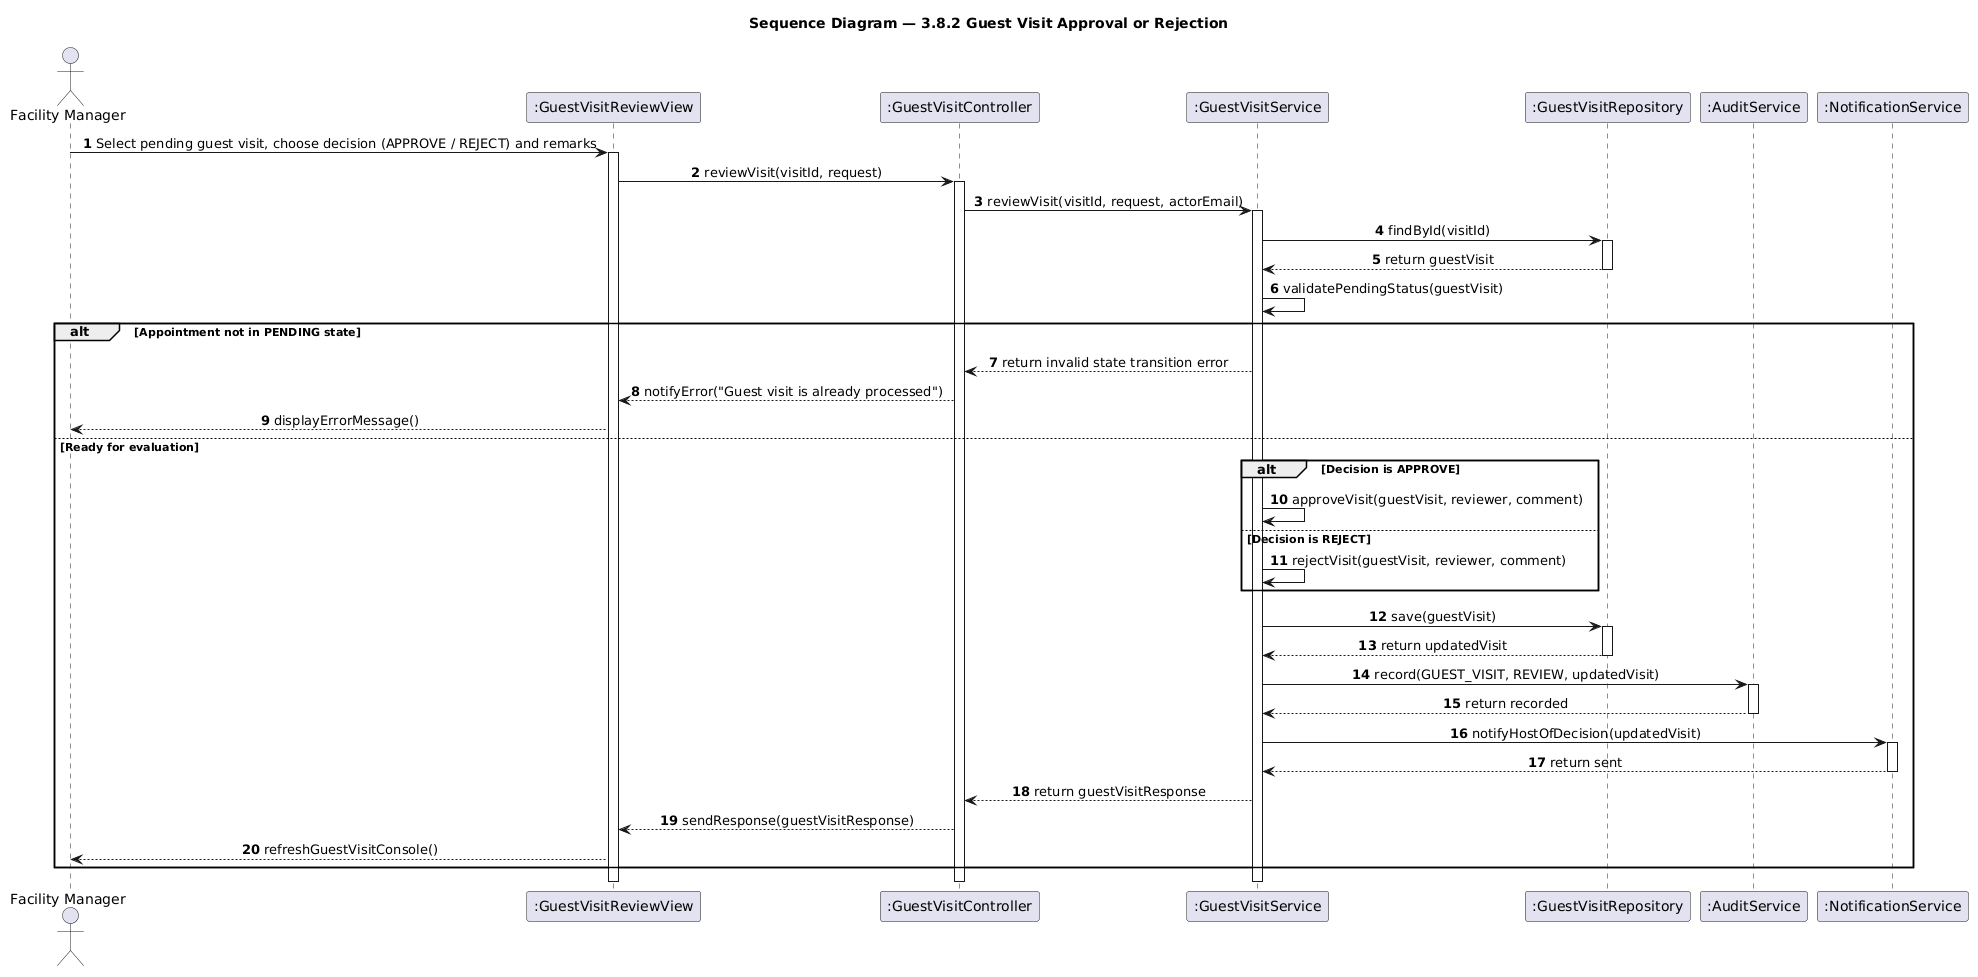 Sequence Diagram — 3.8.2 Guest Visit Approval or Rejection
Facility Manager
:GuestVisitReviewView
:GuestVisitController
:GuestVisitService
:GuestVisitRepository
:AuditService
:NotificationService
1 Select pending guest visit, choose decision (APPROVE / REJECT) and remarks
2 reviewVisit(visitId, request)
3 reviewVisit(visitId, request, actorEmail)
4 findById(visitId)
5 return guestVisit
6 validatePendingStatus(guestVisit)
alt [Appointment not in PENDING state]
7 return invalid state transition error
8 notifyError("Guest visit is already processed")
9 displayErrorMessage()
[Ready for evaluation]
alt [Decision is APPROVE]
10 approveVisit(guestVisit, reviewer, comment)
[Decision is REJECT]
11 rejectVisit(guestVisit, reviewer, comment)
12 save(guestVisit)
13 return updatedVisit
14 record(GUEST_VISIT, REVIEW, updatedVisit)
15 return recorded
16 notifyHostOfDecision(updatedVisit)
17 return sent
18 return guestVisitResponse
19 sendResponse(guestVisitResponse)
20 refreshGuestVisitConsole()
Facility Manager
:GuestVisitReviewView
:GuestVisitController
:GuestVisitService
:GuestVisitRepository
:AuditService
:NotificationService